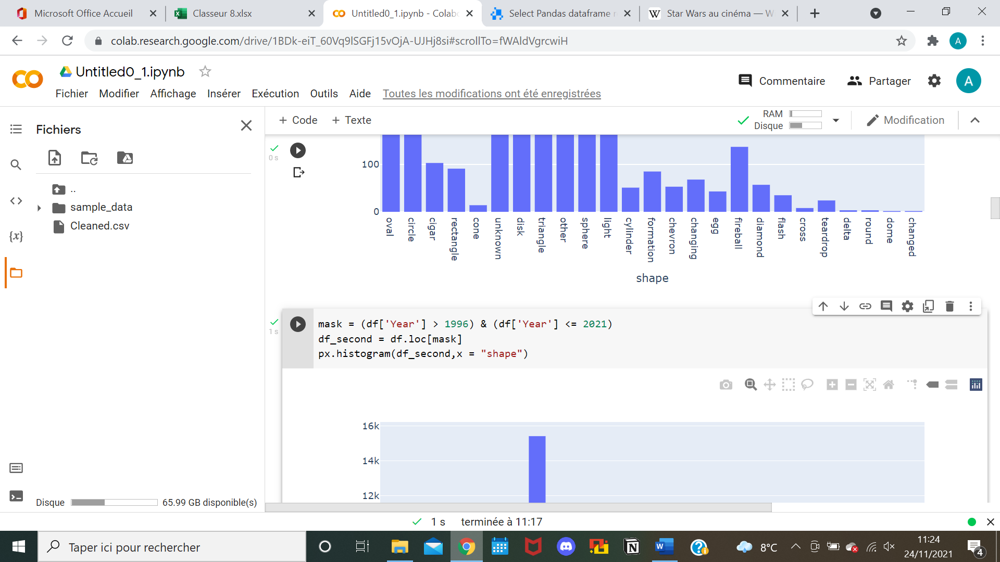 Microsoft Office Accueil
Classeur 8.xlsx
Untitled0_1.ipynb - Colabo
Select Pandas dataframe r
Star Wars au cinéma — W
colab.research.google.com/drive/1BDk-eiT_60Vq9lSGFj15vOjA-UJHj8si#scrollTo=fWAldVgrcwiH
A
Untitled0_1.ipynb
Commentaire
Partager
A
Fichier Modifier Affichage Insérer Exécution Outils Aide Toutes les modifications ont été enregistrées
Fichiers
+ Code + Texte
RAM
Disque
Modification
..
sample_data
Cleaned.csv
0 s
100
0
oval
circle
cigar
rectangle
cone
unknown
disk
triangle
other
sphere
light
cylinder
formation
chevron
changing
egg
fireball
diamond
flash
cross
teardrop
delta
round
dome
changed
shape
1 s
mask = (df['Year'] > 1996) & (df['Year'] <= 2021)
df_second = df.loc[mask]
px.histogram(df_second,x = "shape")
16k
14k
12k
Disque 65.99 GB disponible(s)
1 s terminée à 11:17
Taper ici pour rechercher
8°C
11:24
24/11/2021
4